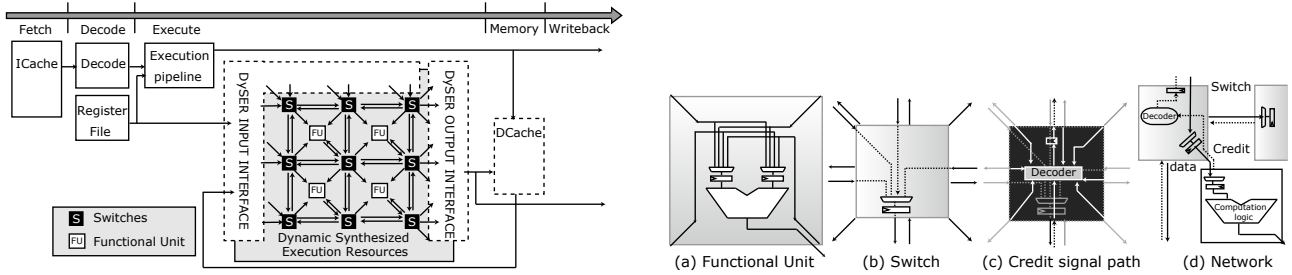 Fetch Decode Execute Memory Writeback
ICache
Decode
Execution
pipeline
Register
File
DySER INPUT INTERFACE
DySER OUTPUT INTERFACE
DCache
S S S
FU FU
S S S
FU FU
S S S
S Switches
FU Functional Unit
Dynamic Synthesized
Execution Resources
(a) Functional Unit
(b) Switch
Decoder
(c) Credit signal path
Switch
Decoder
Credit
data
Computation
logic
(d) Network